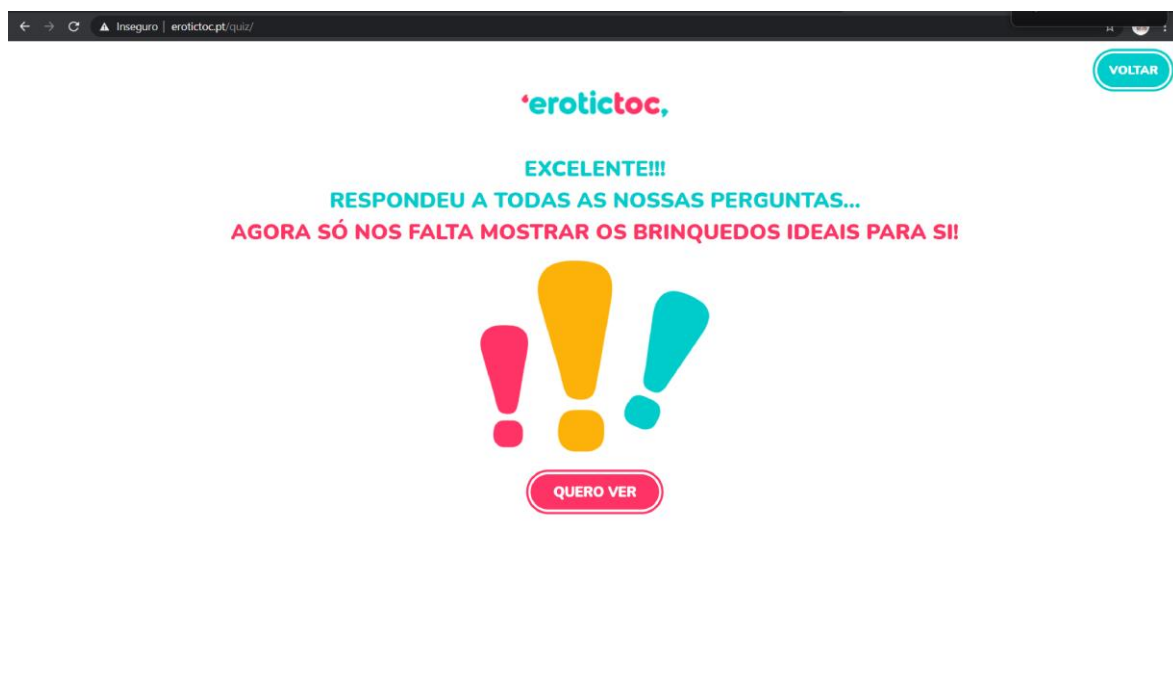 Inseguro | erotictoc.pt/quiz/
VOLTAR
erotictoc,
EXCELENTE!!!
RESPONDEU A TODAS AS NOSSAS PERGUNTAS...
AGORA SÓ NOS FALTA MOSTRAR OS BRINQUEDOS IDEAIS PARA SI!
QUERO VER